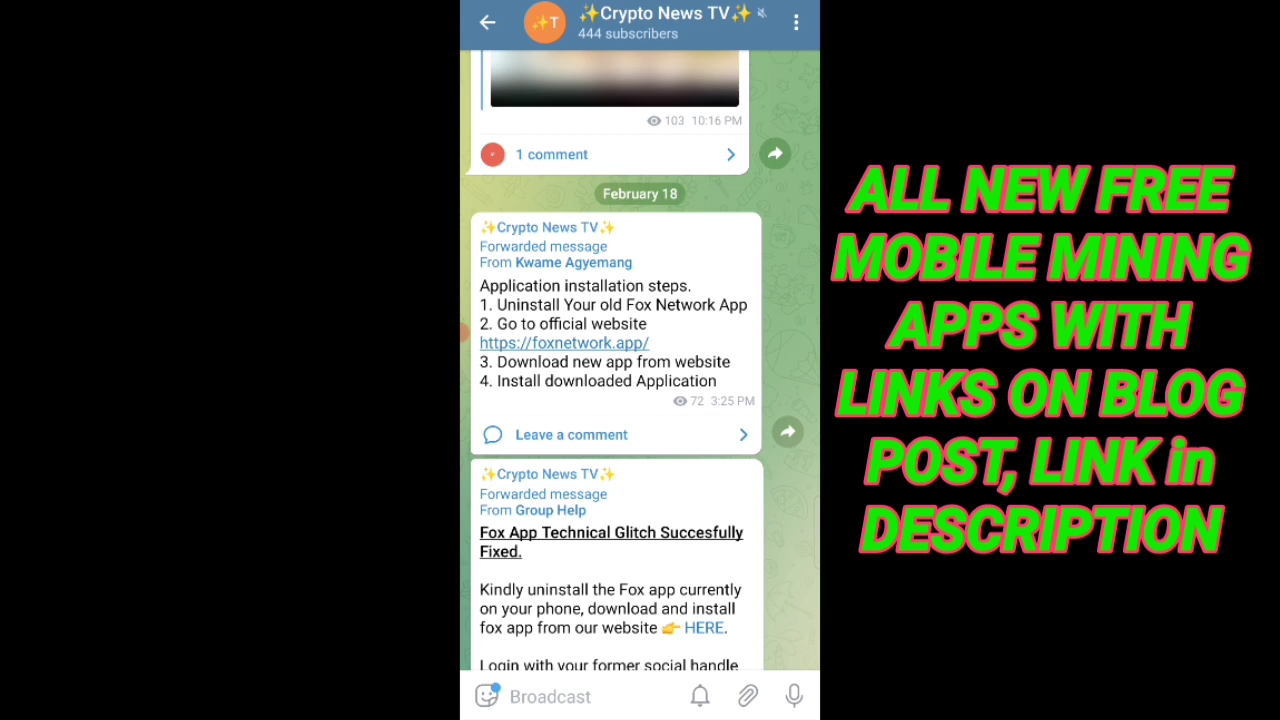 ✨T
✨Crypto News TV✨
444 subscribers
103 10:16 PM
1 comment
February 18
✨Crypto News TV✨
Forwarded message
From Kwame Agyemang
Application installation steps.
1. Uninstall Your old Fox Network App
2. Go to official website
https://foxnetwork.app/
3. Download new app from website
4. Install downloaded Application
72 3:25 PM
Leave a comment
✨Crypto News TV✨
Forwarded message
From Group Help
Fox App Technical Glitch Succesfully
Fixed.
Kindly uninstall the Fox app currently
on your phone, download and install
fox app from our website 👉 HERE.
Login with your former social handle
Broadcast
ALL NEW FREE
MOBILE MINING
APPS WITH
LINKS ON BLOG
POST, LINK in
DESCRIPTION